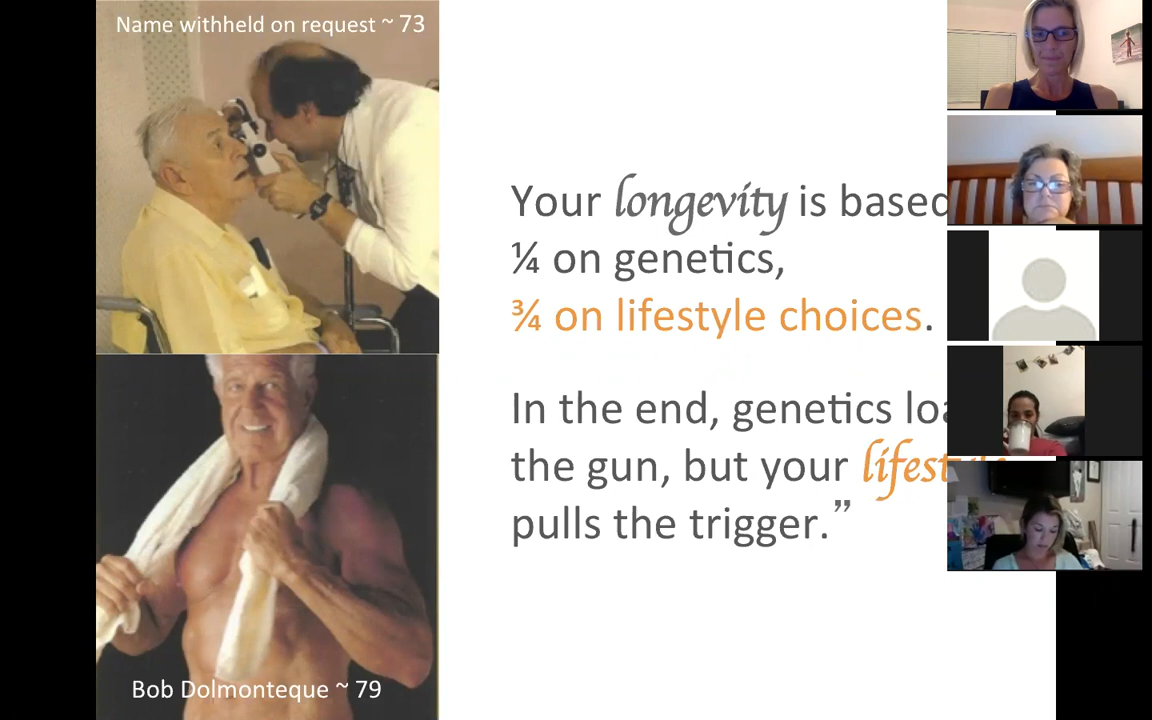 Name withheld on request ~ 73
Your longevity is based
¼ on genetics,
¾ on lifestyle choices.
In the end, genetics loa
the gun, but your lifest
pulls the trigger.”
Bob Dolmonteque ~ 79